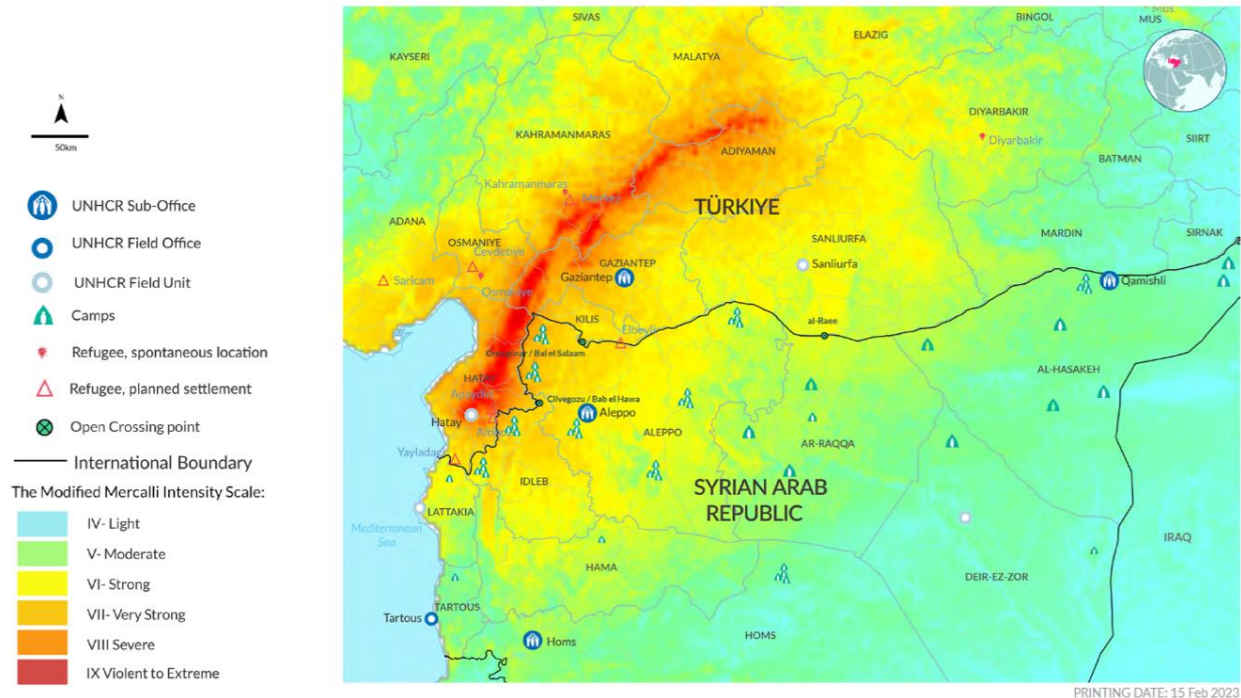 N
50km
UNHCR Sub-Office
UNHCR Field Office
UNHCR Field Unit
Camps
Refugee, spontaneous location
Refugee, planned settlement
Open Crossing point
International Boundary
The Modified Mercalli Intensity Scale:
IV- Light
V- Moderate
VI- Strong
VII- Very Strong
VIII Severe
IX Violent to Extreme
SIVAS
BINGOL
Mus
MUS
ELAZIG
KAYSERI
MALATYA
DIYARBAKIR
Diyarbakir
SIIRT
KAHRAMANMARAS
ADIYAMAN
BATMAN
Kahramanmaras
TÜRKIYE
ADANA
OSMANIYE
Cevdetiye
SANLIURFA
MARDIN
SIRNAK
Saricam
GAZIANTEP
Gaziantep
Sanliurfa
Qamishli
Osmaniye
KILIS
Elbeyli
al-Raee
/ Bal el Salaam
HATAY
AL-HASAKEH
Cilvegozu / Bab el Hawa
Hatay
Aleppo
ALEPPO
AR-RAQQA
Yayladagi
IDLEB
SYRIAN ARAB
REPUBLIC
LATTAKIA
Mediterranean
Sea
IRAQ
HAMA
DEIR-EZ-ZOR
TARTOUS
Tartous
Homs
HOMS
PRINTING DATE: 15 Feb 2023